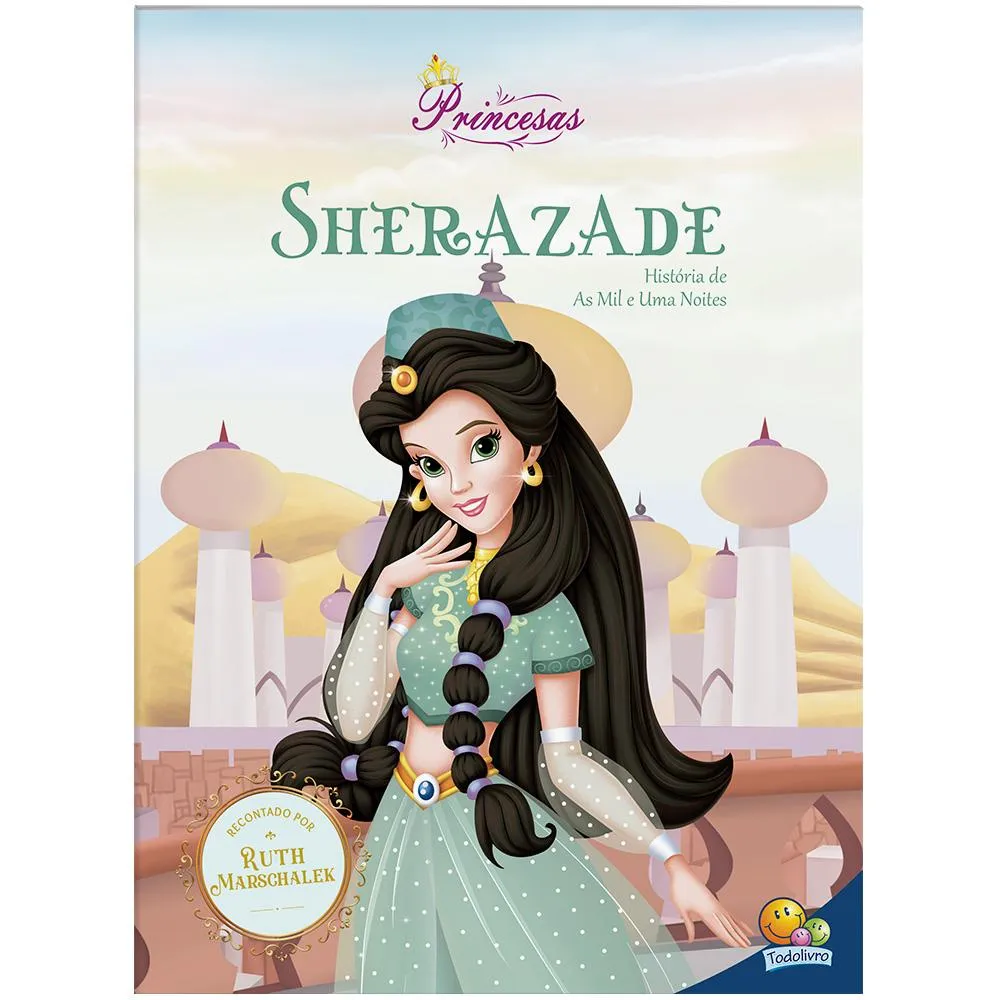 Princesas
SHERAZADE
História de
As Mil e Uma Noites
RECONTADO POR
RUTH
MARSCHALEK
Todolivro